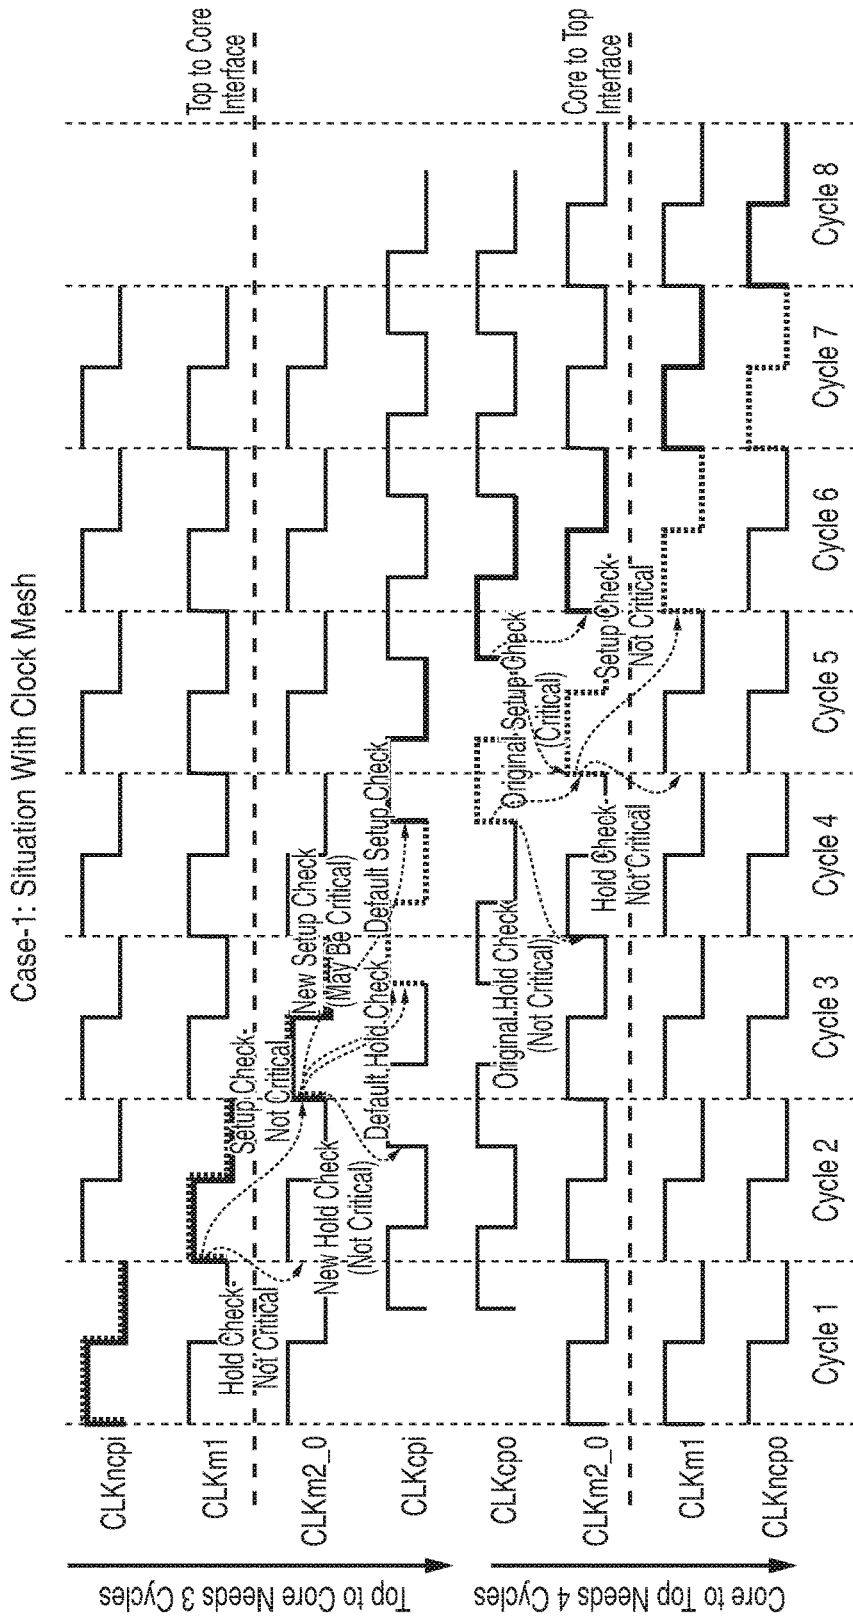 Case-1: Situation With Clock Mesh
Top to Core Needs 3 Cycles
Core to Top Needs 4 Cycles
CLKncpi
CLKm1
CLKm2_0
CLKcpi
CLKcpo
CLKm2_0
CLKm1
CLKncpo
Top to Core
Interface
Core to Top
Interface
Hold Check-
Not Critical
Setup Check-
Not Critical
New Hold Check
(Not Critical)
New Setup Check
(May Be Critical)
Default Hold Check
Default Setup Check
Original Hold Check
(Not Critical)
Original Setup Check
(Critical)
Hold Check-
Not Critical
Setup Check-
Not Critical
Cycle 1
Cycle 2
Cycle 3
Cycle 4
Cycle 5
Cycle 6
Cycle 7
Cycle 8